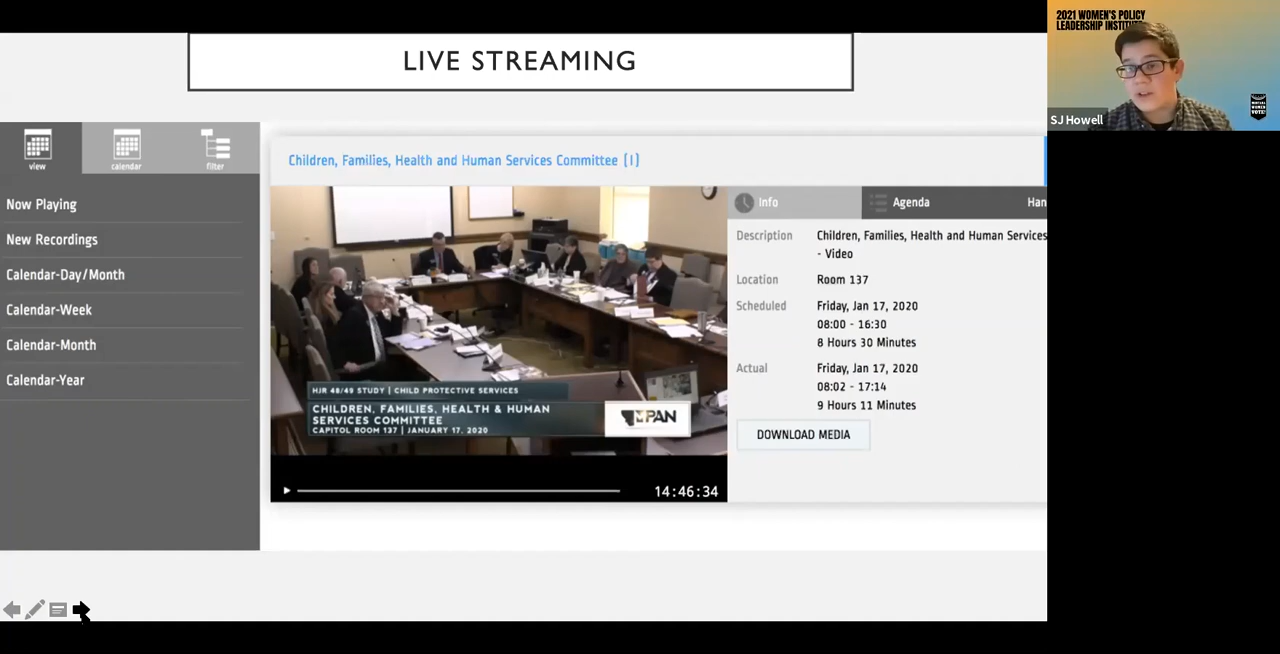 LIVE STREAMING
2021 WOMEN'S POLICY
LEADERSHIP INSTITUTE
SJ Howell
MONTANA
WOMEN
VOTE!
view
calendar
filter
Now Playing
New Recordings
Calendar-Day/Month
Calendar-Week
Calendar-Month
Calendar-Year
Children, Families, Health and Human Services Committee (I)
HJR 48/49 STUDY | CHILD PROTECTIVE SERVICES
CHILDREN, FAMILIES, HEALTH & HUMAN
SERVICES COMMITTEE
CAPITOL ROOM 137 | JANUARY 17, 2020
MPAN
14:46:34
Info
Agenda
Han
Description
Children, Families, Health and Human Services
- Video
Location
Room 137
Scheduled
Friday, Jan 17, 2020
08:00 - 16:30
8 Hours 30 Minutes
Actual
Friday, Jan 17, 2020
08:02 - 17:14
9 Hours 11 Minutes
DOWNLOAD MEDIA